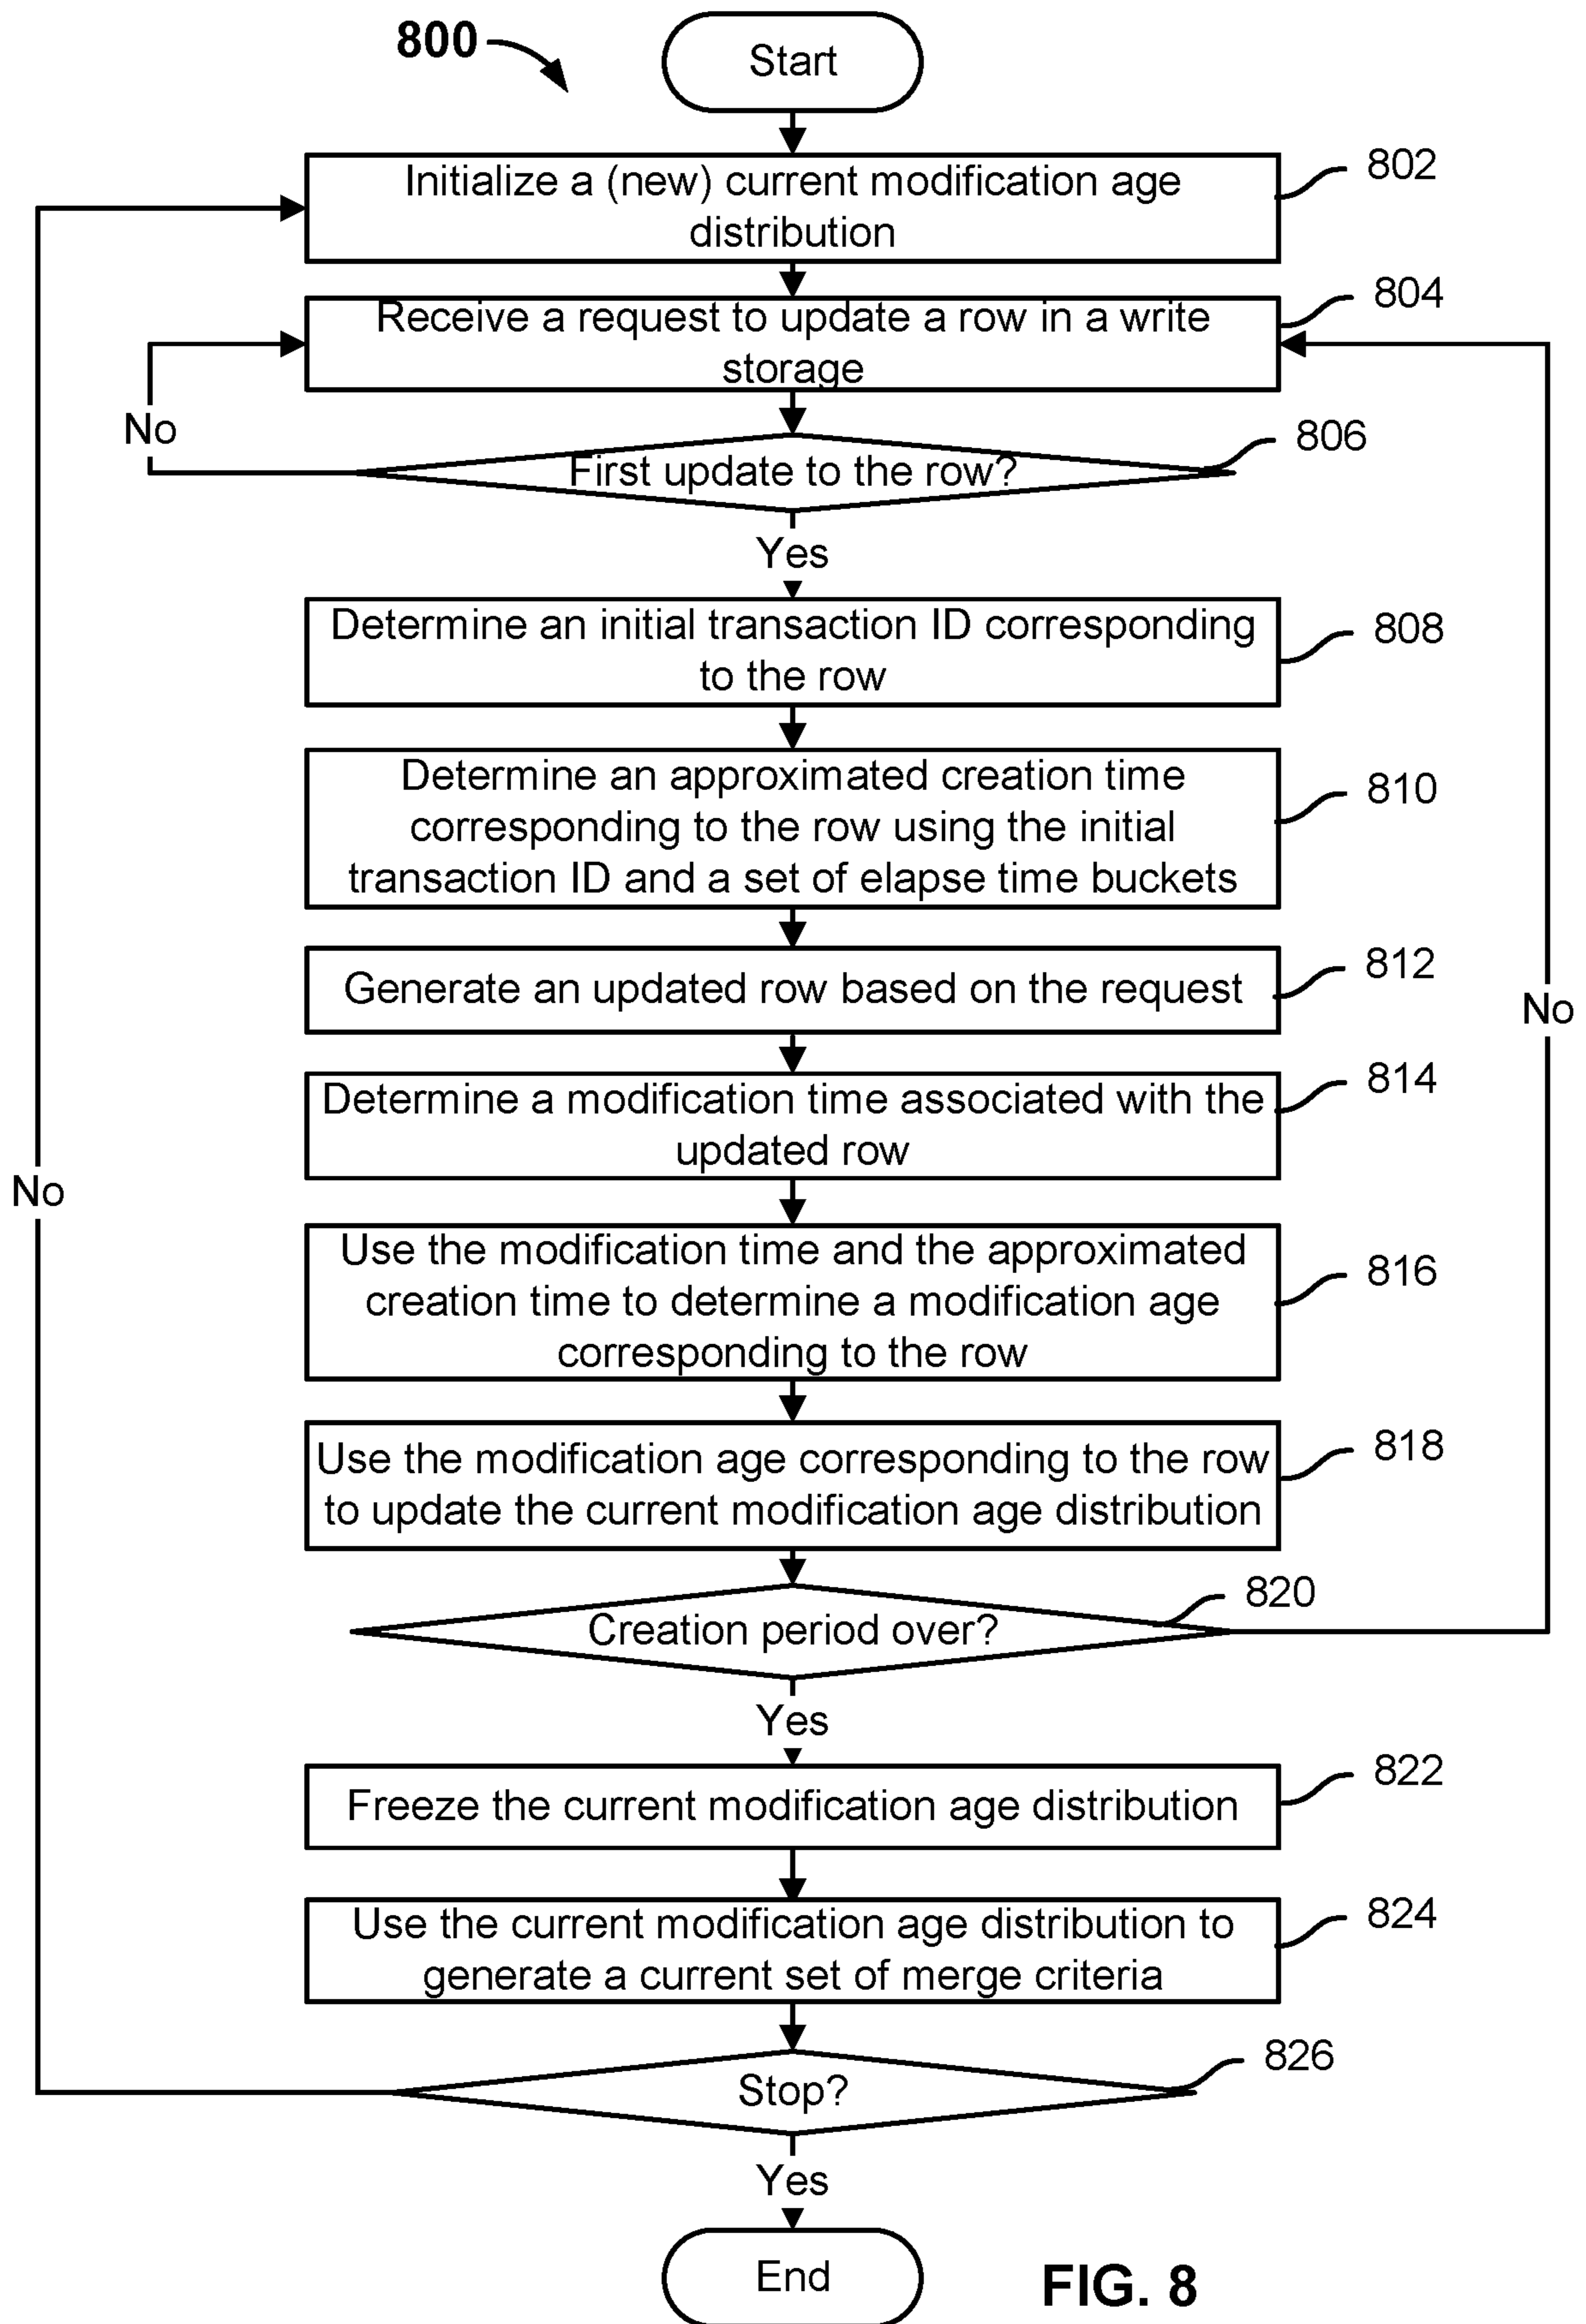 800
Start
Initialize a (new) current modification age
distribution
802
Receive a request to update a row in a write
storage
804
No
First update to the row?
806
Yes
Determine an initial transaction ID corresponding
to the row
808
Determine an approximated creation time
corresponding to the row using the initial
transaction ID and a set of elapse time buckets
810
Generate an updated row based on the request
812
No
Determine a modification time associated with the
updated row
814
No
Use the modification time and the approximated
creation time to determine a modification age
corresponding to the row
816
Use the modification age corresponding to the row
to update the current modification age distribution
818
Creation period over?
820
Yes
Freeze the current modification age distribution
822
Use the current modification age distribution to
generate a current set of merge criteria
824
Stop?
826
Yes
End
FIG. 8